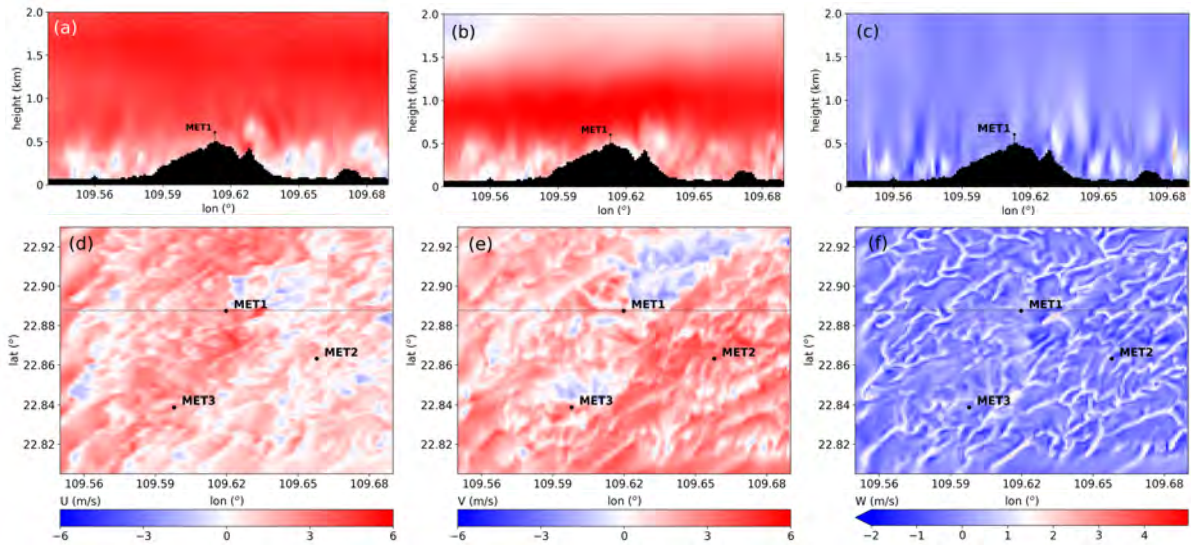 (a)
2.0
1.5
1.0
0.5
0
height (km)
MET1
109.56 109.59 109.62 109.65 109.68
lon (°)
(b)
2.0
1.5
1.0
0.5
0
height (km)
MET1
109.56 109.59 109.62 109.65 109.68
lon (°)
(c)
2.0
1.5
1.0
0.5
0
height (km)
MET1
109.56 109.59 109.62 109.65 109.68
lon (°)
(d)
22.92
22.90
22.88
22.86
22.84
22.82
lat (°)
MET1
MET2
MET3
109.56 109.59 109.62 109.65 109.68
U (m/s) lon (°)
−6 −3 0 3 6
(e)
22.92
22.90
22.88
22.86
22.84
22.82
lat (°)
MET1
MET2
MET3
109.56 109.59 109.62 109.65 109.68
V (m/s) lon (°)
−6 −3 0 3 6
(f)
22.92
22.90
22.88
22.86
22.84
22.82
lat (°)
MET1
MET2
MET3
109.56 109.59 109.62 109.65 109.68
W (m/s) lon (°)
−2 −1 0 1 2 3 4